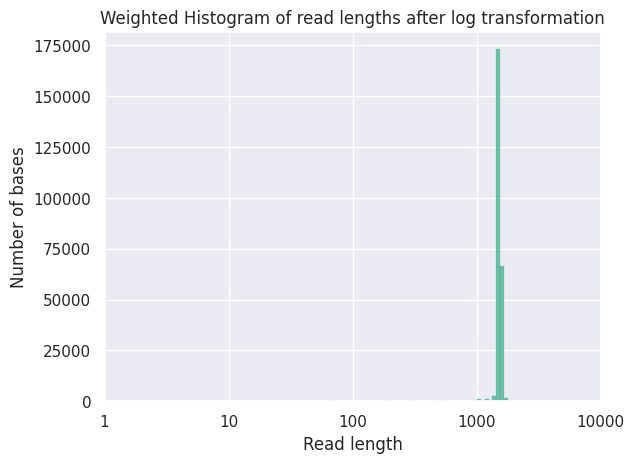 Weighted Histogram of read lengths after log transformation
175000
150000
125000
100000
75000
50000
25000
0
Number of bases
1 10 100 1000 10000
Read length